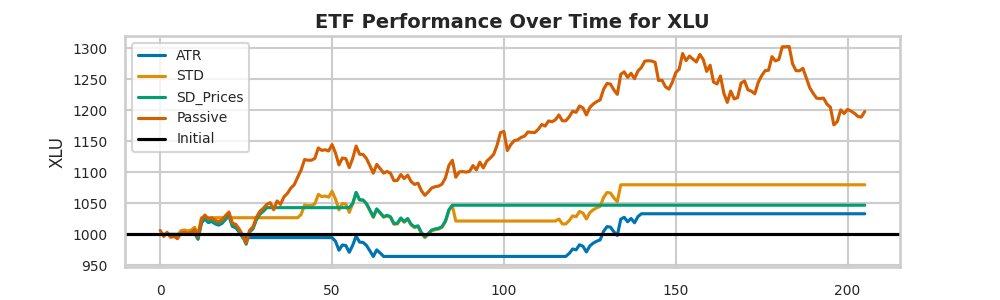 ETF Performance Over Time for XLU
XLU
1300
1250
1200
1150
1100
1050
1000
950
ATR
STD
SD_Prices
Passive
Initial
0
50
100
150
200